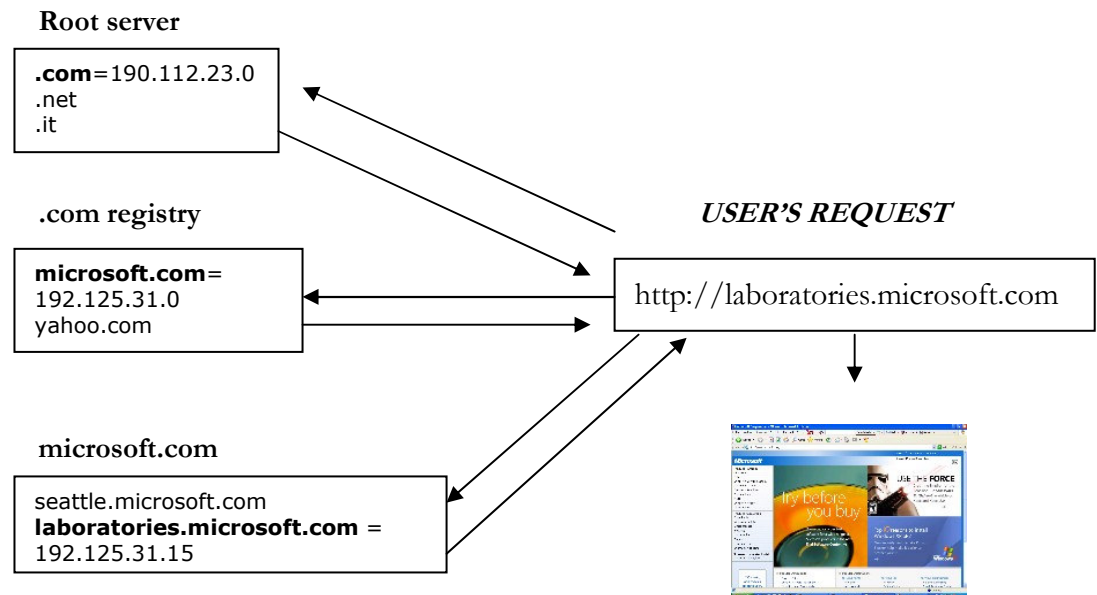 Root server
.com=190.112.23.0
.net
.it
.com registry
USER'S REQUEST
microsoft.com=
192.125.31.0
yahoo.com
http://laboratories.microsoft.com
microsoft.com
seattle.microsoft.com
laboratories.microsoft.com =
192.125.31.15
Microsoft
Try before
you buy
USE THE FORCE